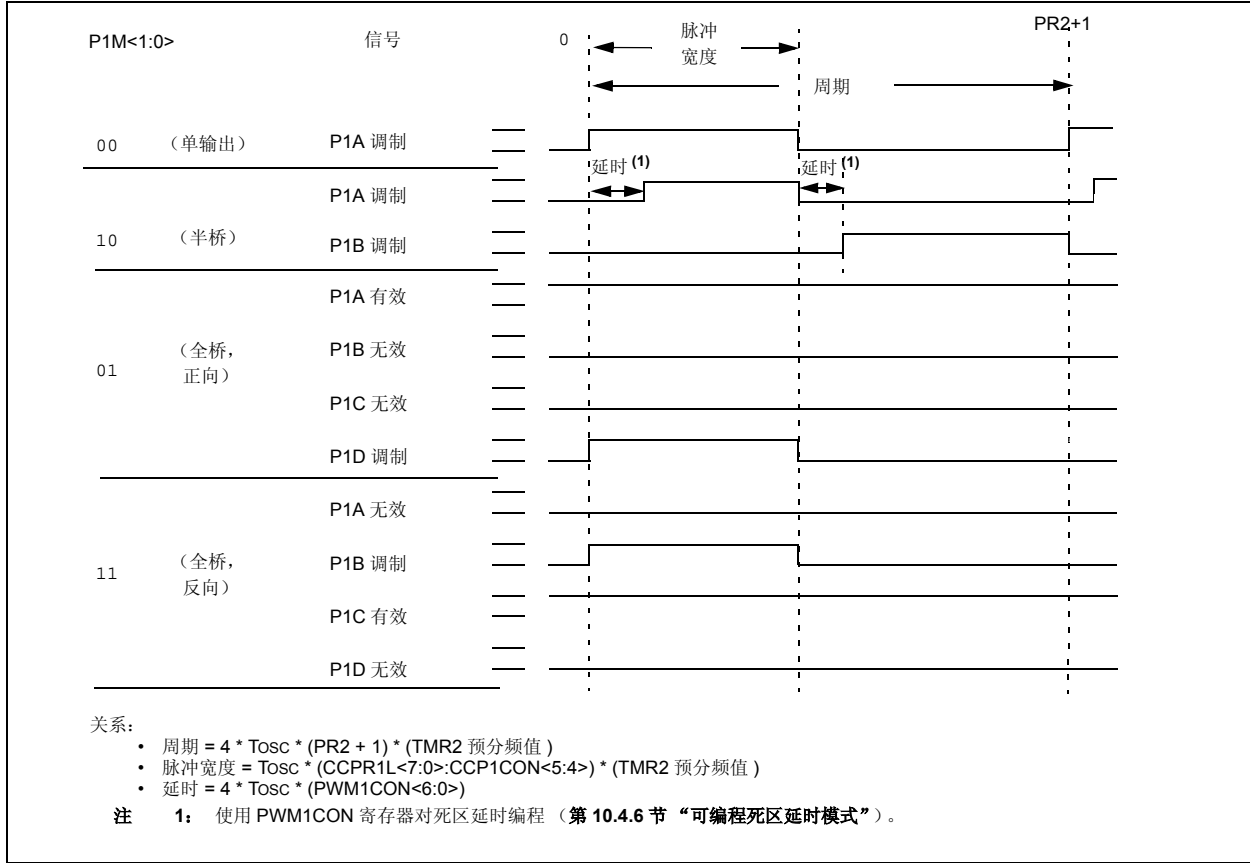 P1M<1:0> 信号 0 脉冲宽度 PR2+1
周期
00 （单输出） P1A 调制
延时(1) 延时(1)
P1A 调制
10 （半桥） P1B 调制
P1A 有效
01 （全桥，正向） P1B 无效
P1C 无效
P1D 调制
P1A 无效
11 （全桥，反向） P1B 调制
P1C 有效
P1D 无效
关系：
• 周期 = 4 * TOSC * (PR2 + 1) * (TMR2 预分频值 )
• 脉冲宽度 = TOSC * (CCPR1L<7:0>:CCP1CON<5:4>) * (TMR2 预分频值 )
• 延时 = 4 * TOSC * (PWM1CON<6:0>)
注 1： 使用 PWM1CON 寄存器对死区延时编程 （第 10.4.6 节 “可编程死区延时模式”）。